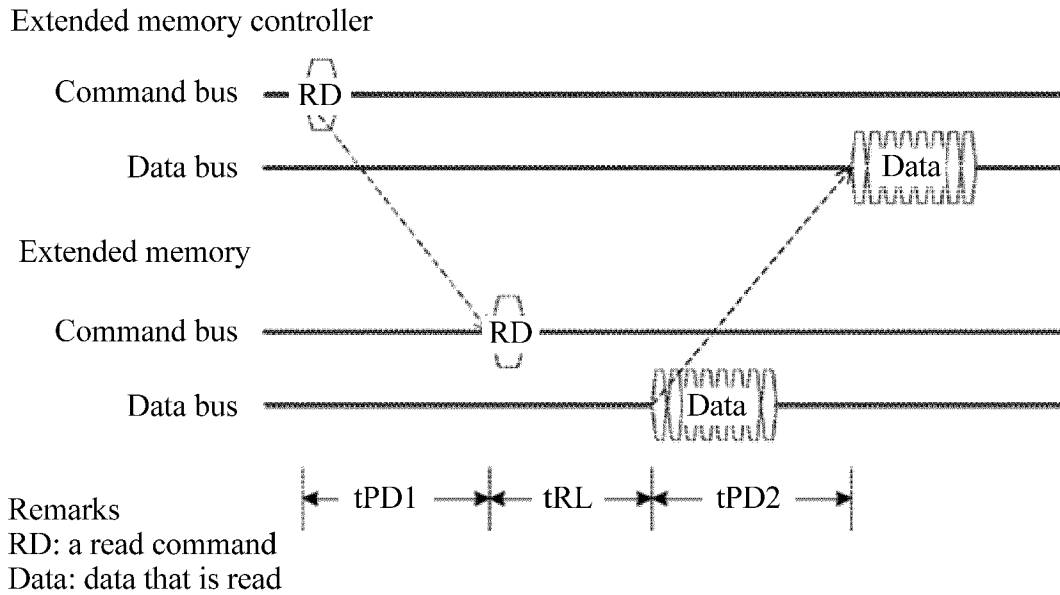 Extended memory controller
Command bus RD
Data bus Data
Extended memory
Command bus RD
Data bus Data
tPD1 tRL tPD2
Remarks
RD: a read command
Data: data that is read